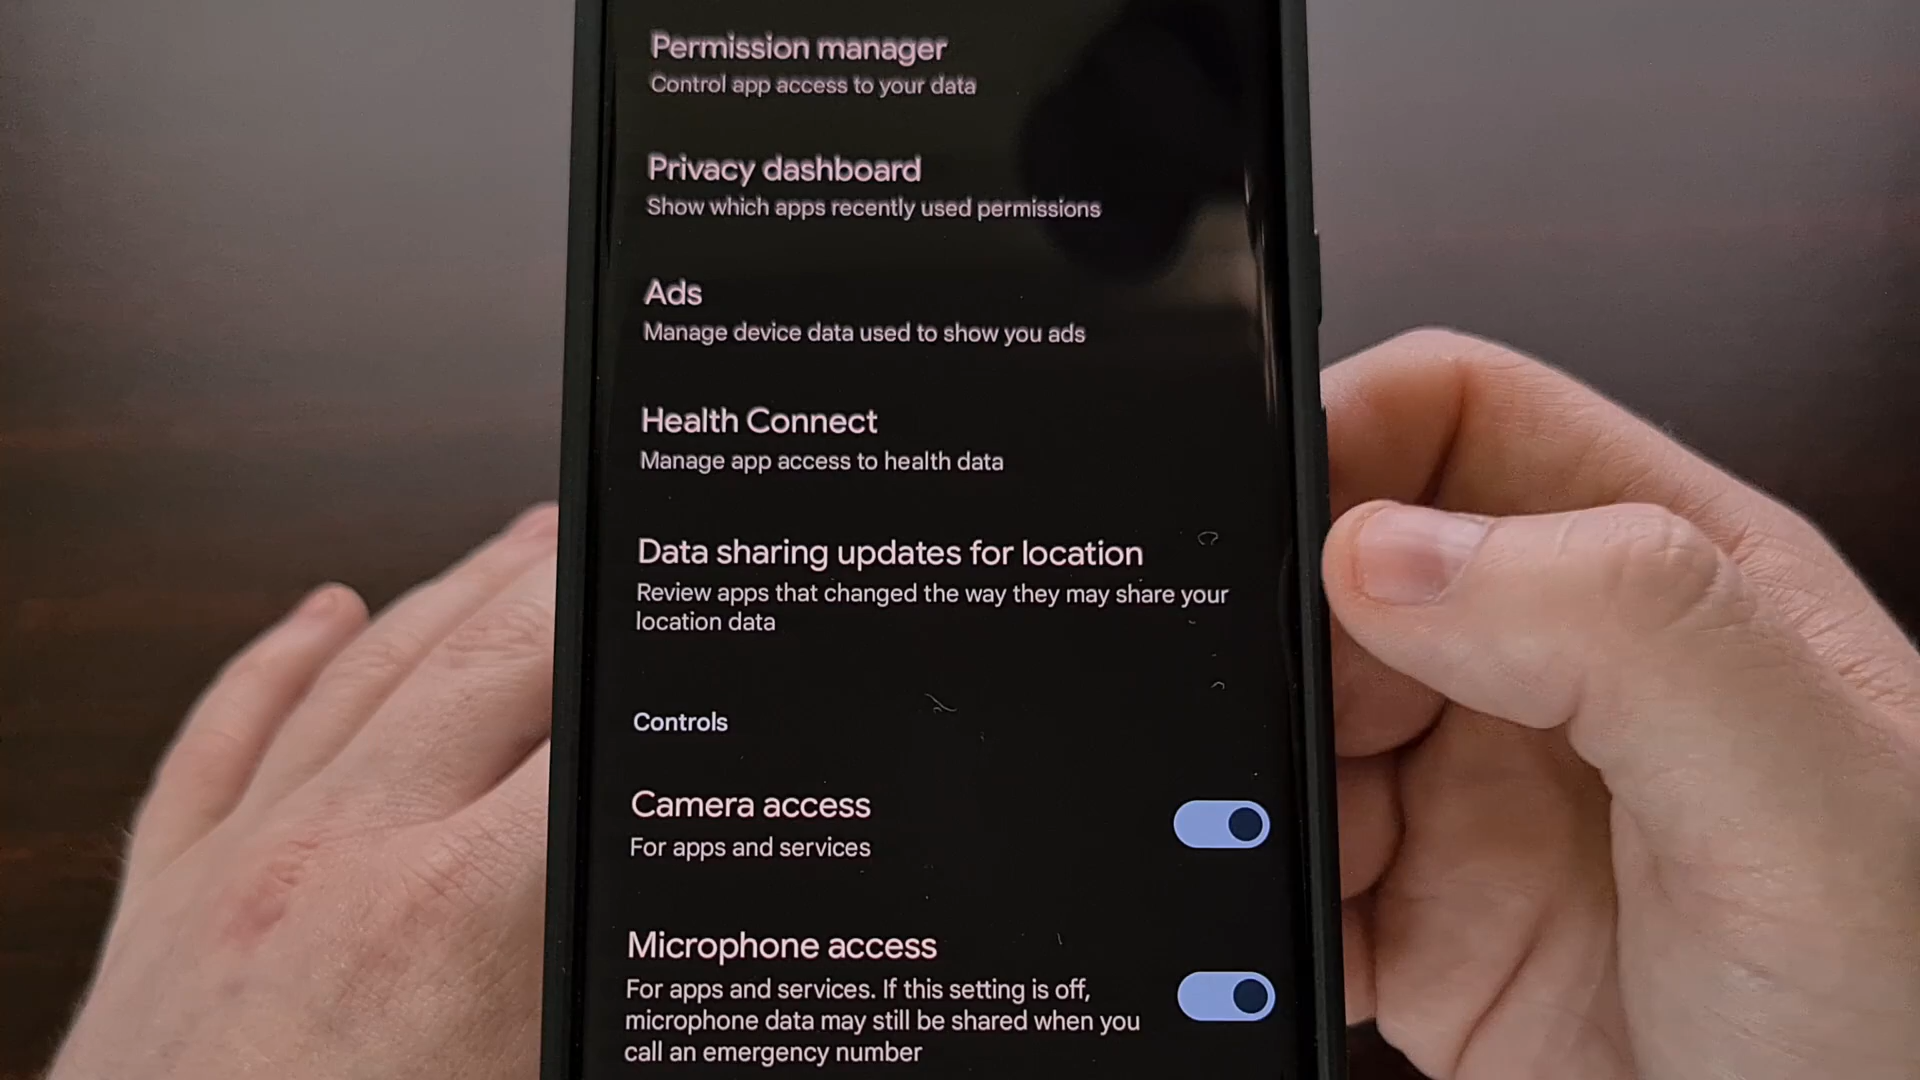 Permission manager
Control app access to your data
Privacy dashboard
Show which apps recently used permissions
Ads
Manage device data used to show you ads
Health Connect
Manage app access to health data
Data sharing updates for location
Review apps that changed the way they may share your
location data
Controls
Camera access
For apps and services
Microphone access
For apps and services. If this setting is off,
microphone data may still be shared when you
call an emergency number